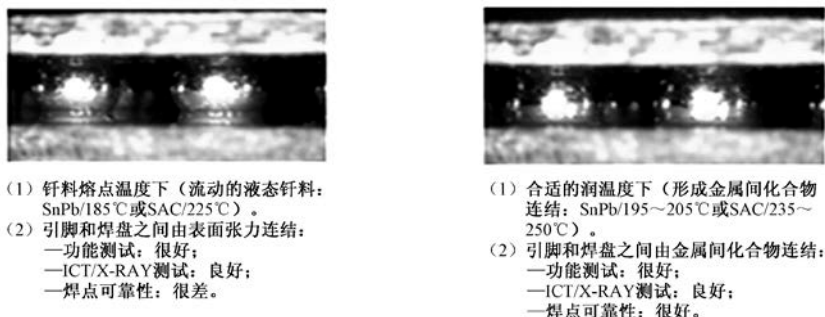 （1）钎料熔点温度下（流动的液态钎料：
SnPb/185℃或SAC/225℃）。
（2）引脚和焊盘之间由表面张力连结：
—功能测试：很好；
—ICT/X-RAY测试：良好；
—焊点可靠性：很差。
（1）合适的润温度下（形成金属间化合物
连结：SnPb/195～205℃或SAC/235～
250℃）。
（2）引脚和焊盘之间由金属间化合物连结：
—功能测试：很好；
—ICT/X-RAY测试：良好；
—焊点可靠性：很好。